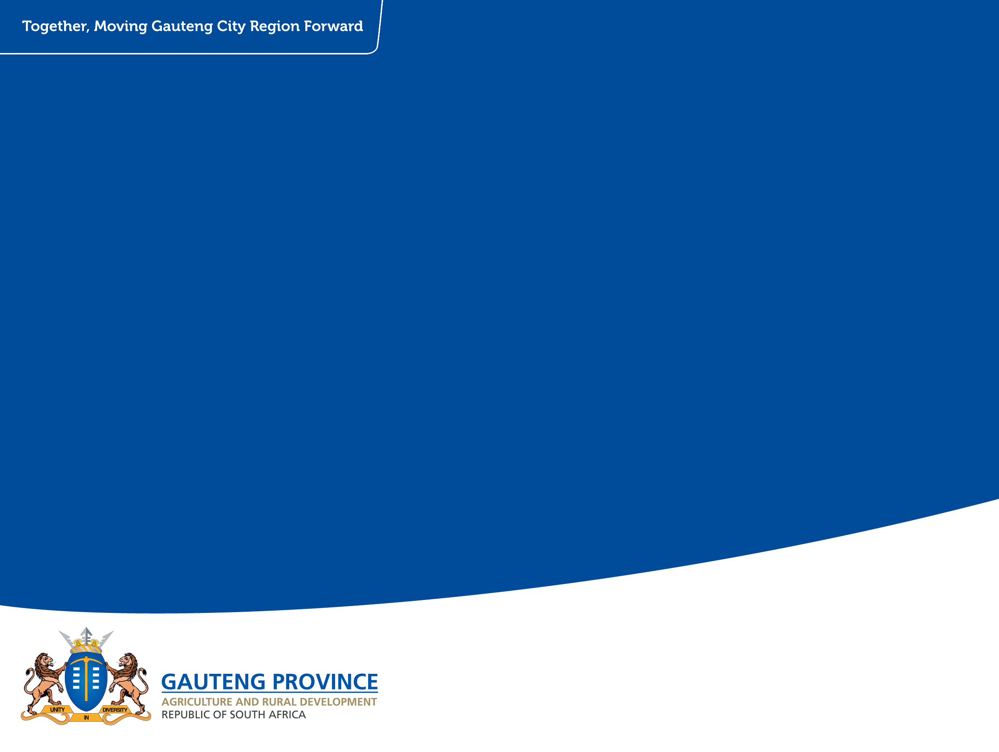 Together, Moving Gauteng City Region Forward
GAUTENG PROVINCE
AGRICULTURE AND RURAL DEVELOPMENT
REPUBLIC OF SOUTH AFRICA
UNITY
IN
DIVERSITY